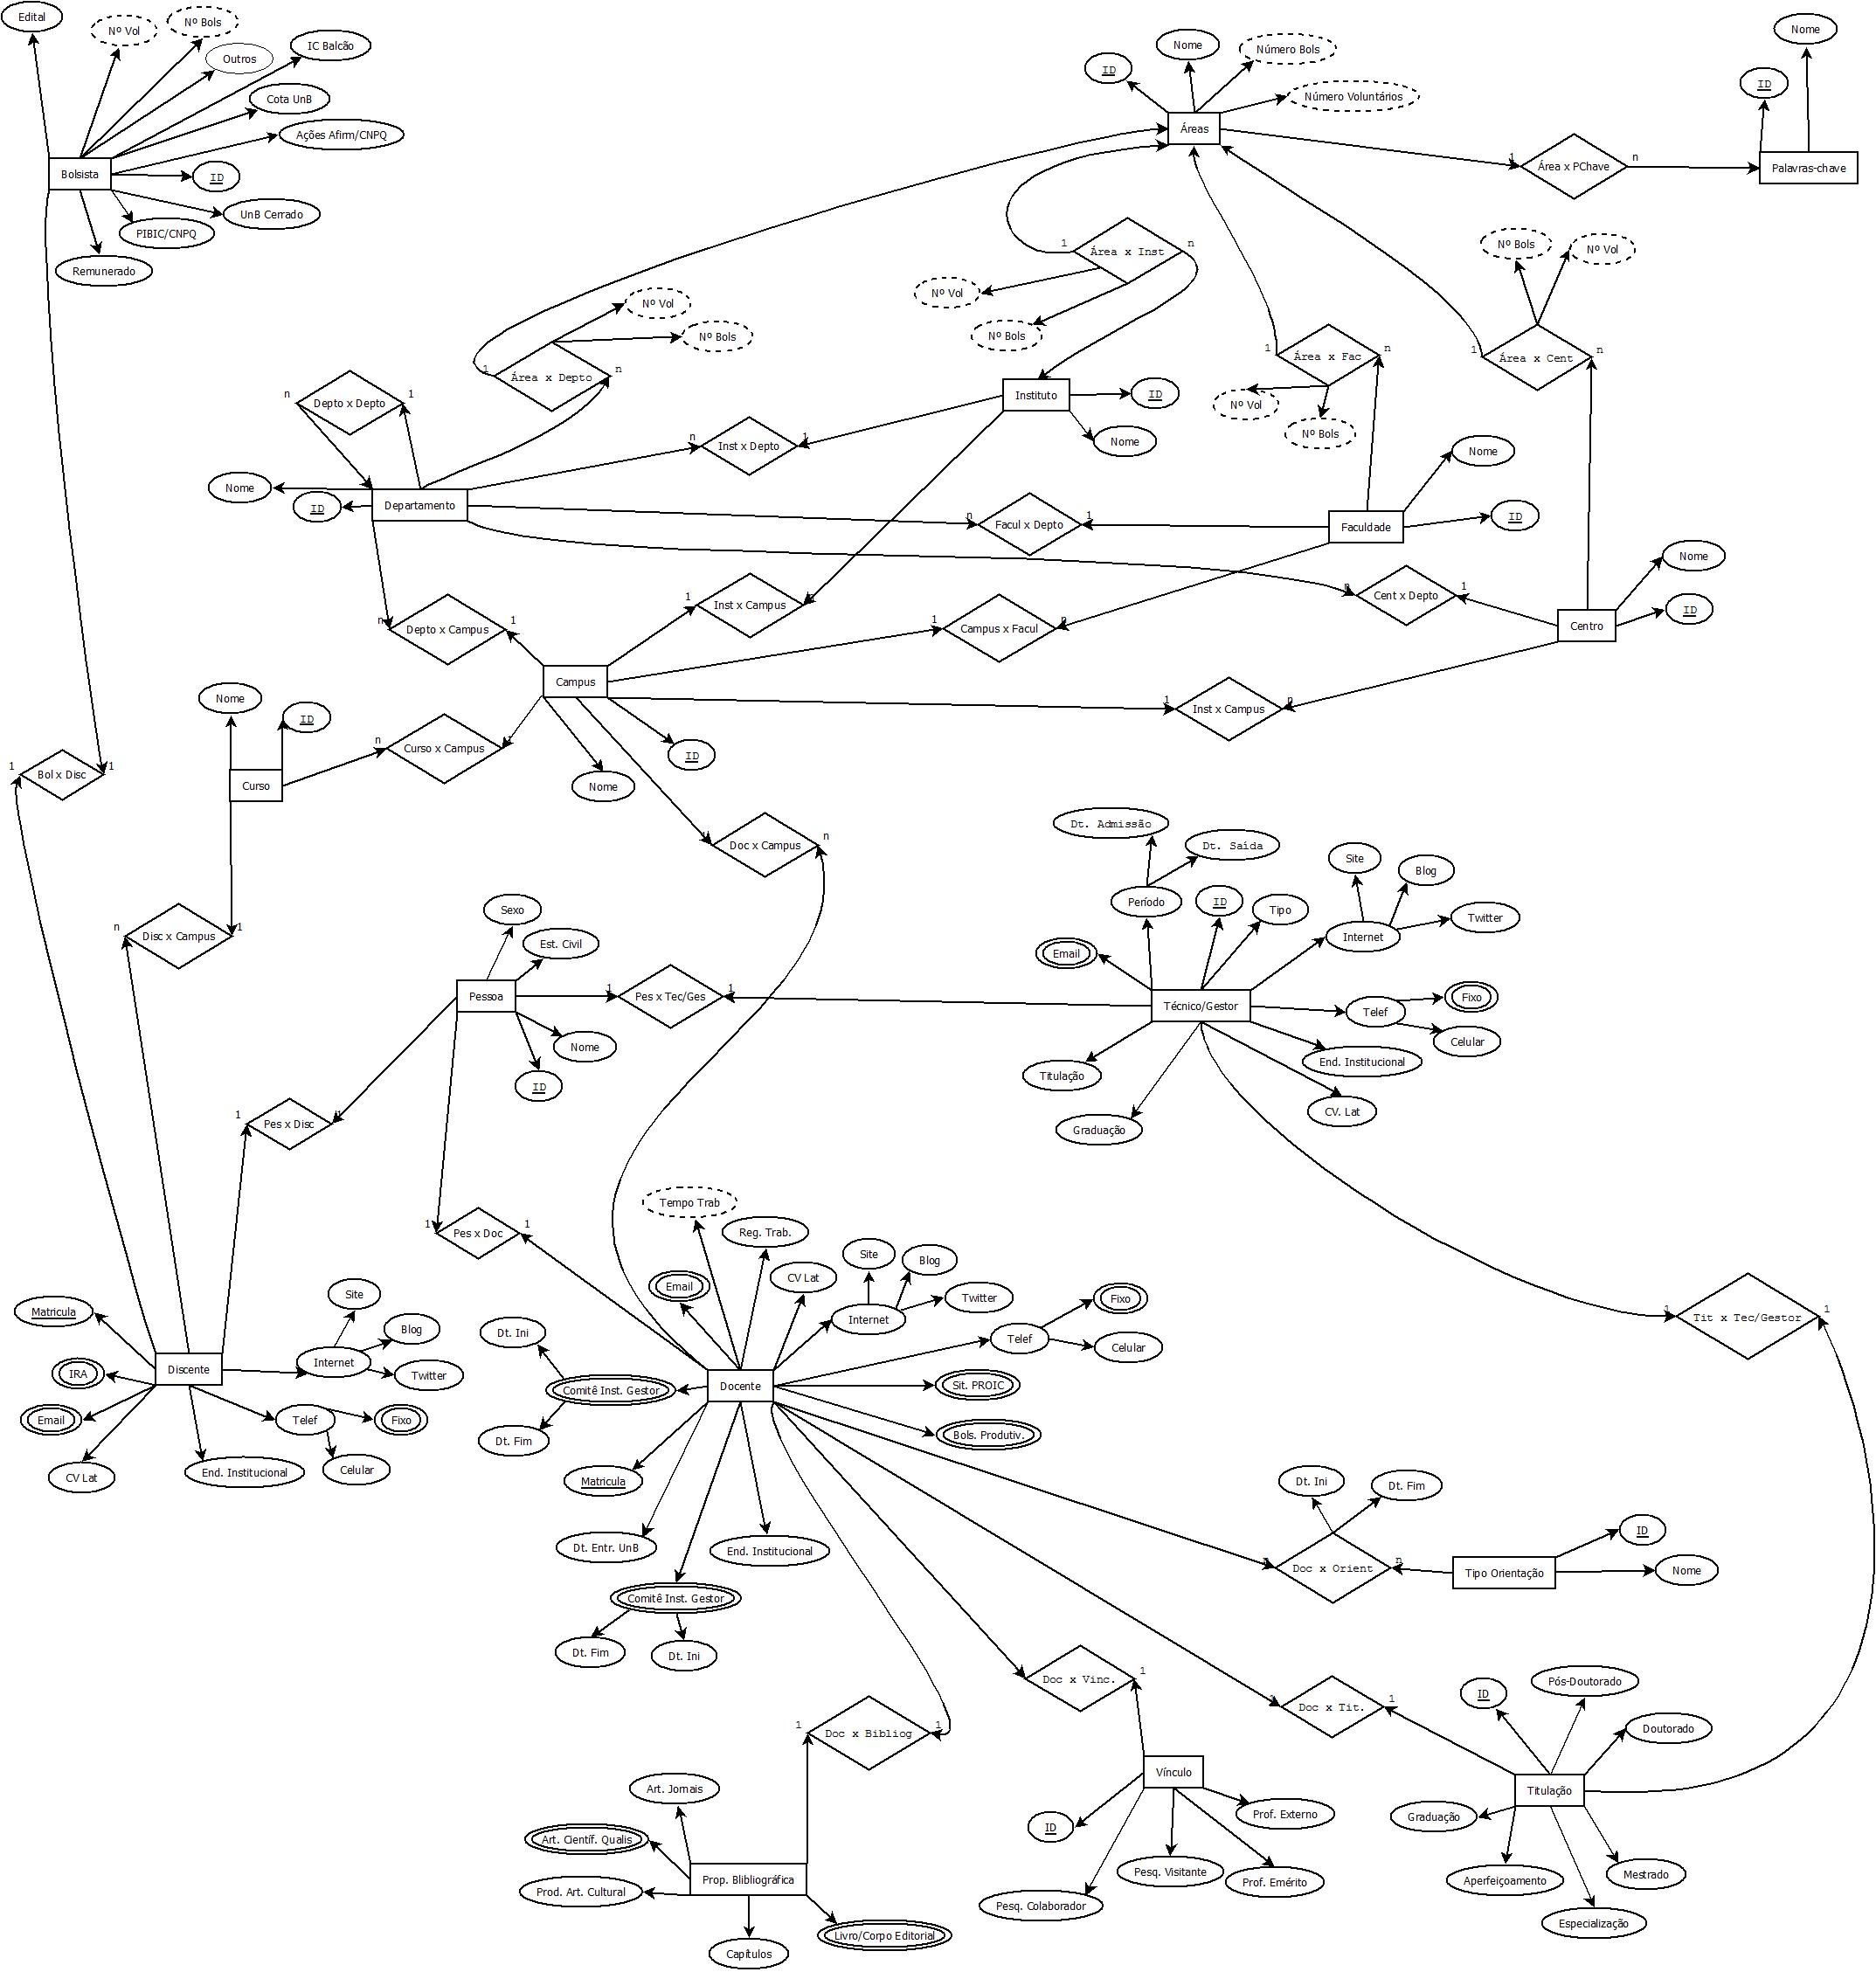 Edital
Nº Vol
Nº Bols
Outros
IC Balcão
Cota UnB
Ações Afirm/CNPQ
Bolsista
ID
UnB Cerrado
PIBIC/CNPQ
Remunerado
ID
Nome
Número Bols
Número Voluntários
Áreas
1
Área x PChave
n
ID
Nome
Palavras-chave
1
Área x Inst
n
Nº Vol
Nº Bols
Nº Vol
Nº Bols
1
Área x Depto
n
1
Área x Fac
n
Nº Vol
Nº Bols
Nº Bols
Nº Vol
1
Área x Cent
n
n
Depto x Depto
1
Instituto
ID
Nome
n
Inst x Depto
1
Nome
ID
Departamento
n
Facul x Depto
1
Faculdade
Nome
ID
n
Cent x Depto
1
Centro
Nome
ID
n
Depto x Campus
1
1
Inst x Campus
n
1
Campus x Facul
n
Campus
1
Inst x Campus
n
Nome
ID
Nome
ID
Curso
n
Curso x Campus
1
1
Bol x Disc
1
1
Doc x Campus
n
n
Disc x Campus
1
Sexo
Est. Civil
Pessoa
Nome
ID
1
Pes x Tec/Ges
1
Dt. Admissão
Dt. Saída
Período
ID
Tipo
Site
Blog
Twitter
Internet
Email
Técnico/Gestor
Telef
Fixo
Celular
End. Institucional
CV. Lat
Titulação
Graduação
1
Pes x Disc
1
1
Pes x Doc
1
Tempo Trab
Reg. Trab.
Email
CV Lat
Site
Blog
Twitter
Internet
Telef
Fixo
Celular
Dt. Ini
Comitê Inst. Gestor
Dt. Fim
Docente
Sit. PROIC
Bols. Produtiv.
Matricula
Dt. Entr. UnB
End. Institucional
Comitê Inst. Gestor
Dt. Fim
Dt. Ini
Matricula
IRA
Email
CV Lat
Discente
Site
Blog
Twitter
Internet
Telef
Fixo
Celular
End. Institucional
1
Tit x Tec/Gestor
1
Dt. Ini
Dt. Fim
n
Doc x Orient
n
Tipo Orientação
ID
Nome
Doc x Vinc.
1
1
Doc x Tit.
1
1
Doc x Bibliog
1
Vínculo
ID
Prof. Externo
Pesq. Visitante
Prof. Emérito
Pesq. Colaborador
ID
Pós-Doutorado
Doutorado
Titulação
Graduação
Aperfeiçoamento
Mestrado
Especialização
Art. Jornais
Art. Científ. Qualis
Prod. Art. Cultural
Prop. Blibliográfica
Capítulos
Livro/Corpo Editorial